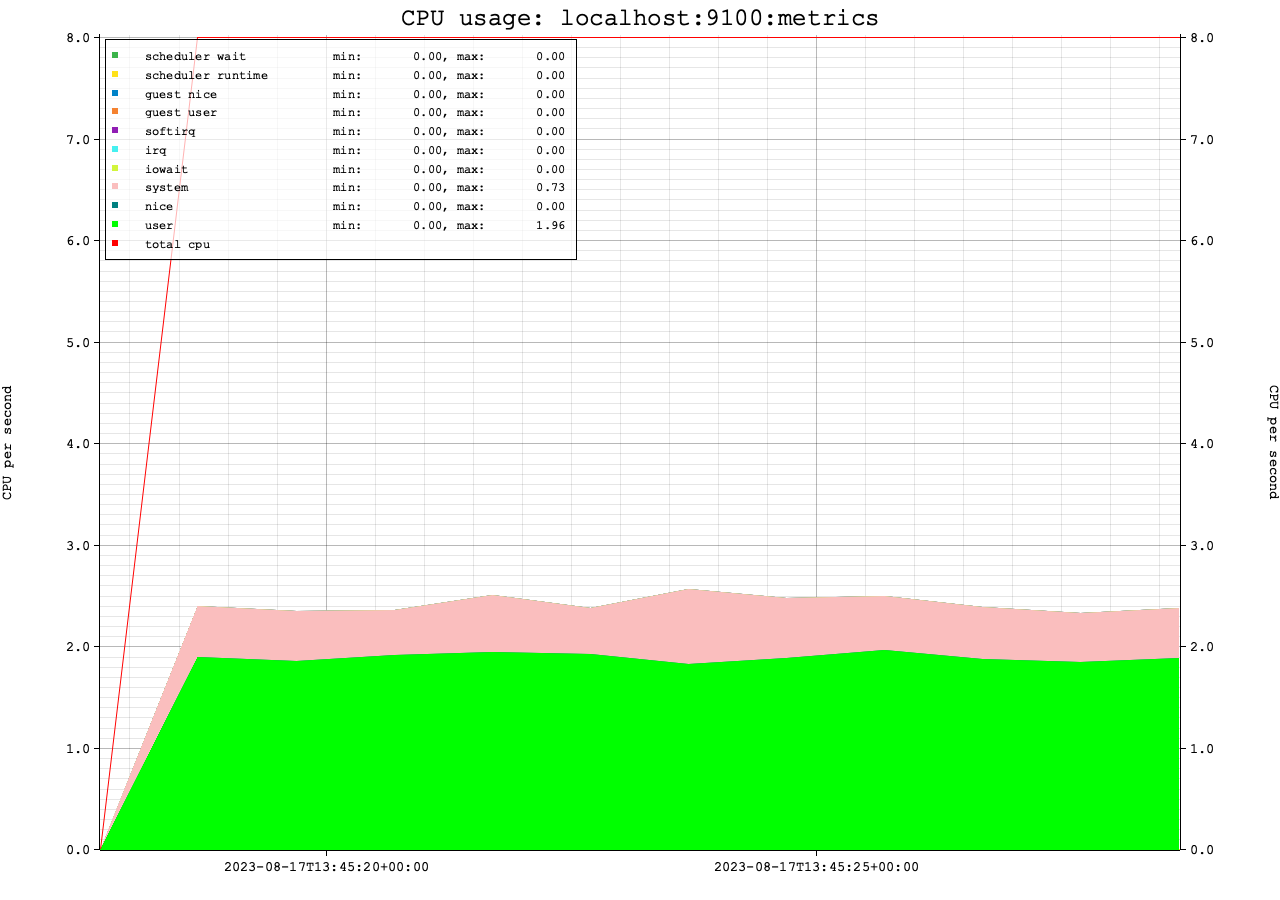 CPU usage: localhost:9100:metrics
8.0 8.0
scheduler wait min: 0.00, max: 0.00
scheduler runtime min: 0.00, max: 0.00
guest nice min: 0.00, max: 0.00
guest user min: 0.00, max: 0.00
softirq min: 0.00, max: 0.00
irq min: 0.00, max: 0.00
iowait min: 0.00, max: 0.00
system min: 0.00, max: 0.73
nice min: 0.00, max: 0.00
user min: 0.00, max: 1.96
total cpu
7.0 7.0
6.0 6.0
5.0 5.0
4.0 4.0
3.0 3.0
2.0 2.0
1.0 1.0
0.0 0.0
CPU per second
CPU per second
2023-08-17T13:45:20+00:00 2023-08-17T13:45:25+00:00